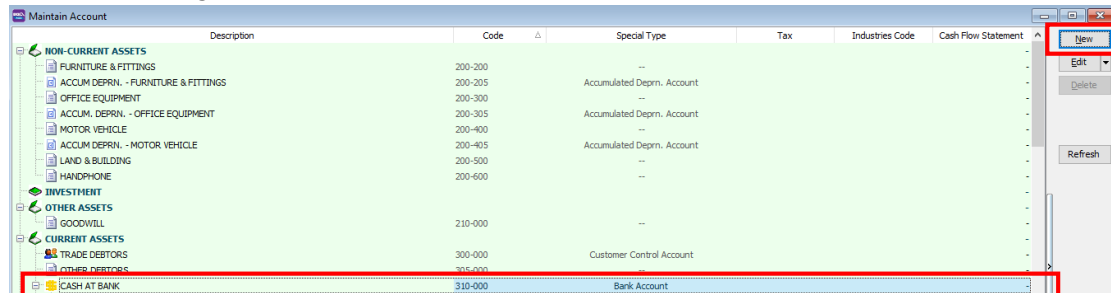 Maintain Account
Description Code Special Type Tax Industries Code Cash Flow Statement
New
NON-CURRENT ASSETS -
Edit
FURNITURE & FITTINGS 200-200 -- -
ACCUM DEPRN. - FURNITURE & FITTINGS 200-205 Accumulated Deprn. Account -
Delete
OFFICE EQUIPMENT 200-300 -- -
ACCUM. DEPRN. - OFFICE EQUIPMENT 200-305 Accumulated Deprn. Account -
MOTOR VEHICLE 200-400 -- -
ACCUM DEPRN. - MOTOR VEHICLE 200-405 Accumulated Deprn. Account -
Refresh
LAND & BUILDING 200-500 -- -
HANDPHONE 200-600 -- -
INVESTMENT -
OTHER ASSETS -
GOODWILL 210-000 -- -
CURRENT ASSETS -
TRADE DEBTORS 300-000 Customer Control Account -
OTHER DEBTORS 305-000 -- -
CASH AT BANK 310-000 Bank Account -